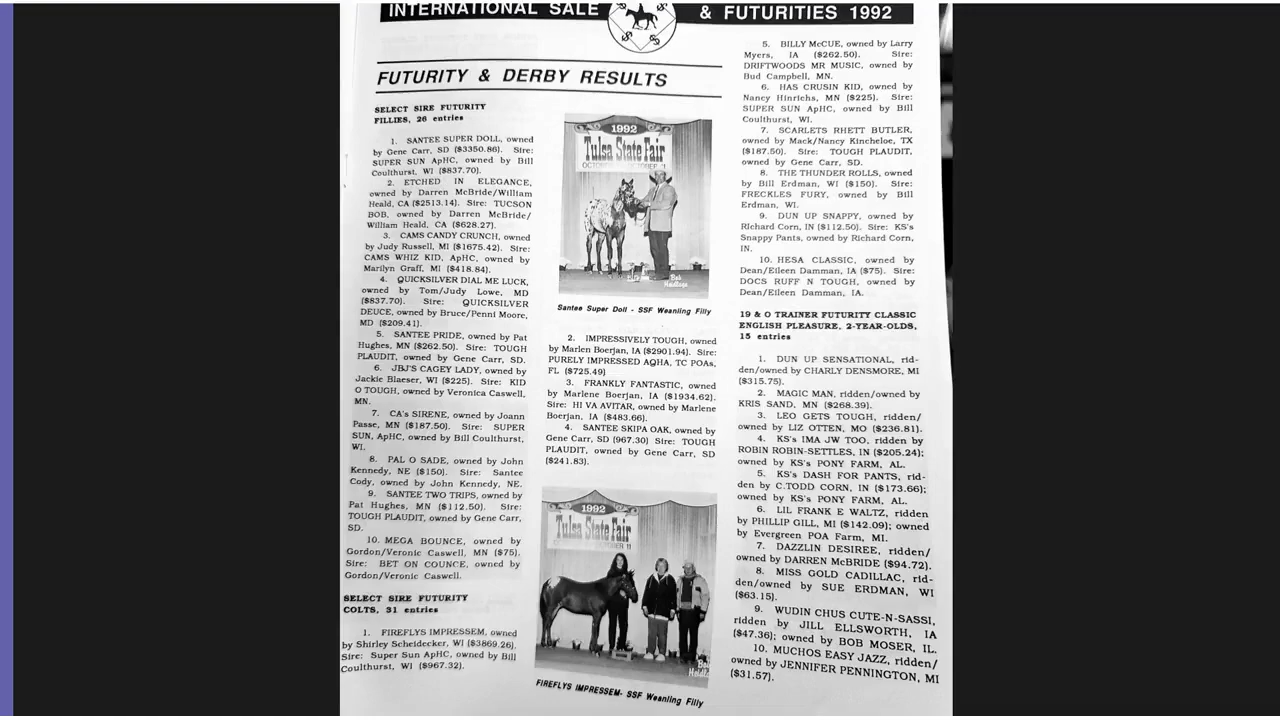 INTERNATIONAL SALE & FUTURITIES 1992
FUTURITY & DERBY RESULTS
SELECT SIRE FUTURITY
FILLIES, 26 entries
1. SANTEE SUPER DOLL, owned
by Gene Carr, SD ($3350.86). Sire:
SUPER SUN ApHC, owned by Bill
Coulthurst, WI ($837.70).
2. ETCHED IN ELEGANCE,
owned by Darren McBride/William
Heald, CA ($2513.14). Sire: TUCSON
BOB, owned by Darren McBride/
William Heald, CA ($628.27).
3. CAMS CANDY CRUNCH, owned
by Judy Russell, MI ($1675.42). Sire:
CAMS WHIZ KID, ApHC, owned by
Marilyn Graff, MI ($418.84).
4. QUICKSILVER DIAL ME LUCK,
owned by Tom/Judy Lowe, MD
($837.70). Sire: QUICKSILVER
DEUCE, owned by Bruce/Penni Moore,
MD ($209.41).
5. SANTEE PRIDE, owned by Pat
Hughes, MN ($262.50). Sire: TOUGH
PLAUDIT, owned by Gene Carr, SD.
6. JBJ'S CAGEY LADY, owned by
Jackie Blaeser, WI ($225). Sire: KID
O TOUGH, owned by Veronica Caswell,
MN.
7. CA's SIRENE, owned by Joann
Passe, MN ($187.50). Sire: SUPER
SUN, ApHC, owned by Bill Coulthurst,
WI.
8. PAL O SADE, owned by John
Kennedy, NE ($150). Sire: Santee
Cody, owned by John Kennedy, NE.
9. SANTEE TWO TRIPS, owned by
Pat Hughes, MN ($112.50). Sire:
TOUGH PLAUDIT, owned by Gene Carr,
SD.
10. MEGA BOUNCE, owned by
Gordon/Veronic Caswell, MN ($75).
Sire: BET ON COUNCE, owned by
Gordon/Veronic Caswell.
SELECT SIRE FUTURITY
COLTS, 31 entries
1. FIREFLYS IMPRESSEM, owned
by Shirley Scheidecker, WI ($3869.26).
Sire: Super Sun ApHC, owned by Bill
Coulthurst, WI ($967.32).
1992
Tulsa State Fair
Santee Super Doll - SSF Weanling Filly
2. IMPRESSIVELY TOUGH, owned
by Marlen Boerjan, IA ($2901.94). Sire:
PURELY IMPRESSED AQHA, TC POAs,
FL ($725.49)
3. FRANKLY FANTASTIC, owned
by Marlene Boerjan, IA ($1934.62).
Sire: HI VA AVITAR, owned by Marlene
Boerjan, IA ($483.66).
4. SANTEE SKIPA OAK, owned by
Gene Carr, SD (967.30) Sire: TOUGH
PLAUDIT, owned by Gene Carr, SD
($241.83).
1992
Tulsa State Fair
FIREFLYS IMPRESSEM- SSF Weanling Filly
5. BILLY McCUE, owned by Larry
Myers, IA ($262.50). Sire:
DRIFTWOODS MR MUSIC, owned by
Bud Campbell, MN.
6. HAS CRUSIN KID, owned by
Nancy Hinrichs, MN ($225). Sire:
SUPER SUN ApHC, owned by Bill
Coulthurst, WI.
7. SCARLETS RHETT BUTLER,
owned by Mack/Nancy Kincheloe, TX
($187.50). Sire: TOUGH PLAUDIT,
owned by Gene Carr, SD.
8. THE THUNDER ROLLS, owned
by Bill Erdman, WI ($150). Sire:
FRECKLES FURY, owned by Bill
Erdman, WI.
9. DUN UP SNAPPY, owned by
Richard Corn, IN ($112.50). Sire: KS's
Snappy Pants, owned by Richard Corn,
IN.
10. HESA CLASSIC, owned by
Dean/Eileen Damman, IA ($75). Sire:
DOCS RUFF N TOUGH, owned by
Dean/Eileen Damman, IA.
19 & O TRAINER FUTURITY CLASSIC
ENGLISH PLEASURE, 2-YEAR-OLDS,
15 entries
1. DUN UP SENSATIONAL, rid-
den/owned by CHARLY DENSMORE, MI
($315.75).
2. MAGIC MAN, ridden/owned by
KRIS SAND, MN ($268.39).
3. LEO GETS TOUGH, ridden/
owned by LIZ OTTEN, MO ($236.81).
4. KS's IMA JW TOO, ridden by
ROBIN ROBIN-SETTLES, IN ($205.24);
owned by KS's PONY FARM, AL.
5. KS's DASH FOR PANTS, rid-
den by C.TODD CORN, IN ($173.66);
owned by KS's PONY FARM, AL.
6. LIL FRANK E WALTZ, ridden
by PHILLIP GILL, MI ($142.09); owned
by Evergreen POA Farm, MI.
7. DAZZLIN DESIREE, ridden/
owned by DARREN McBRIDE ($94.72).
8. MISS GOLD CADILLAC, rid-
den/owned by SUE ERDMAN, WI
($63.15).
9. WUDIN CHUS CUTE-N-SASSI,
ridden by JILL ELLSWORTH, IA
($47.36); owned by BOB MOSER, IL.
10. MUCHOS EASY JAZZ, ridden/
owned by JENNIFER PENNINGTON, MI
($31.57).